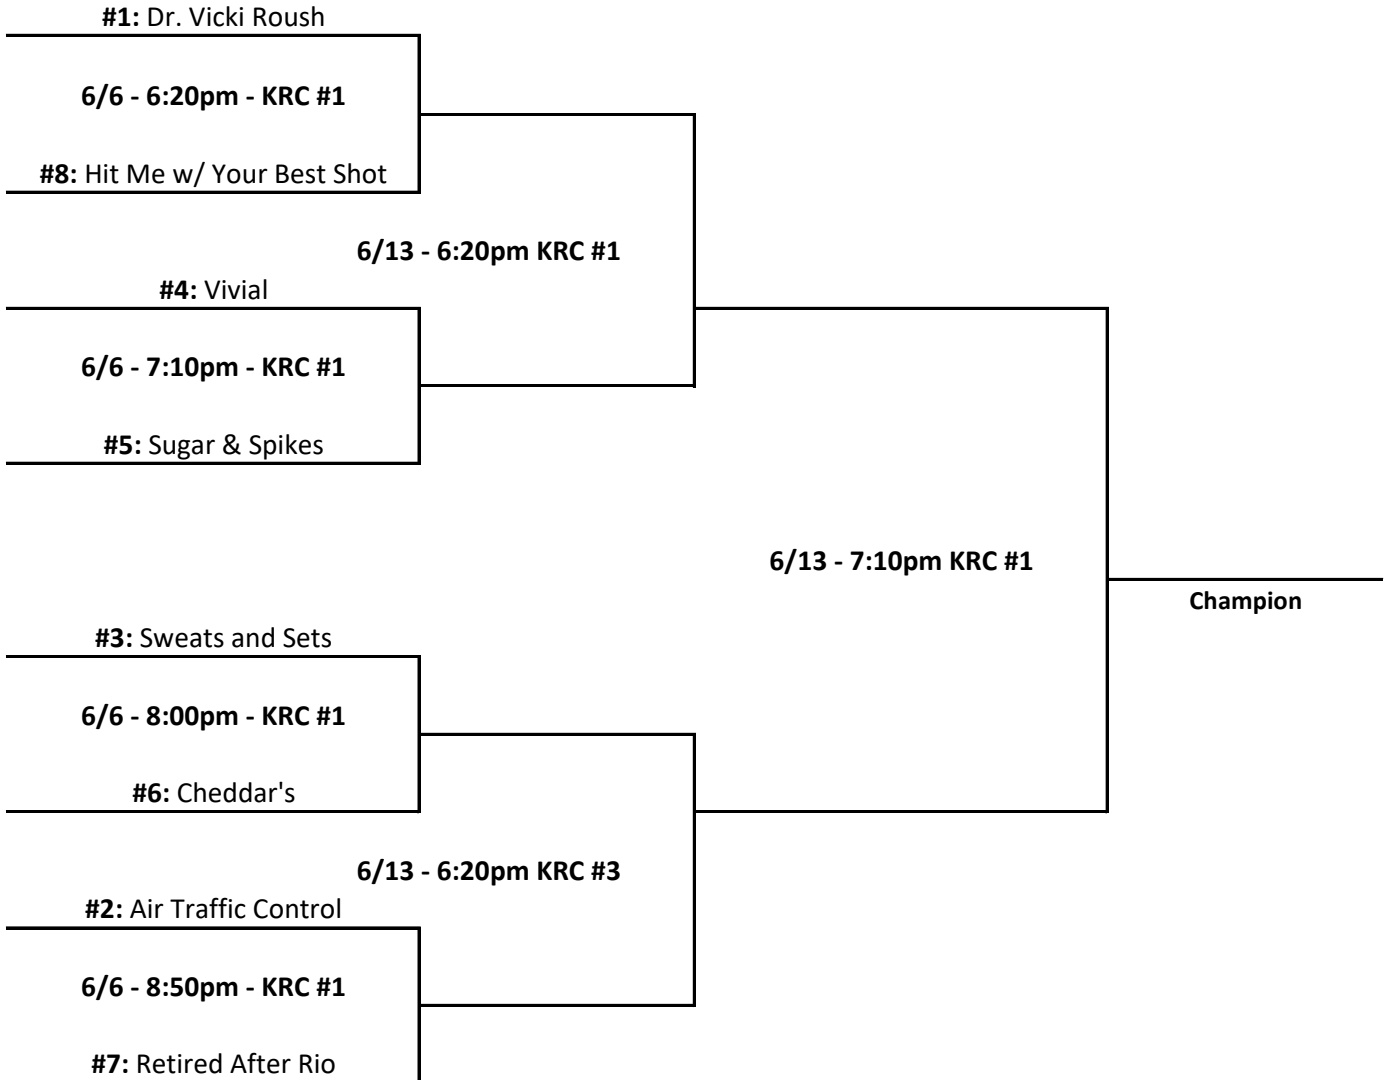 #1: Dr. Vicki Roush
6/6 - 6:20pm - KRC #1
#8: Hit Me w/ Your Best Shot
6/13 - 6:20pm KRC #1
#4: Vivial
6/6 - 7:10pm - KRC #1
#5: Sugar & Spikes
6/13 - 7:10pm KRC #1
Champion
#3: Sweats and Sets
6/6 - 8:00pm - KRC #1
#6: Cheddar's
6/13 - 6:20pm KRC #3
#2: Air Traffic Control
6/6 - 8:50pm - KRC #1
#7: Retired After Rio